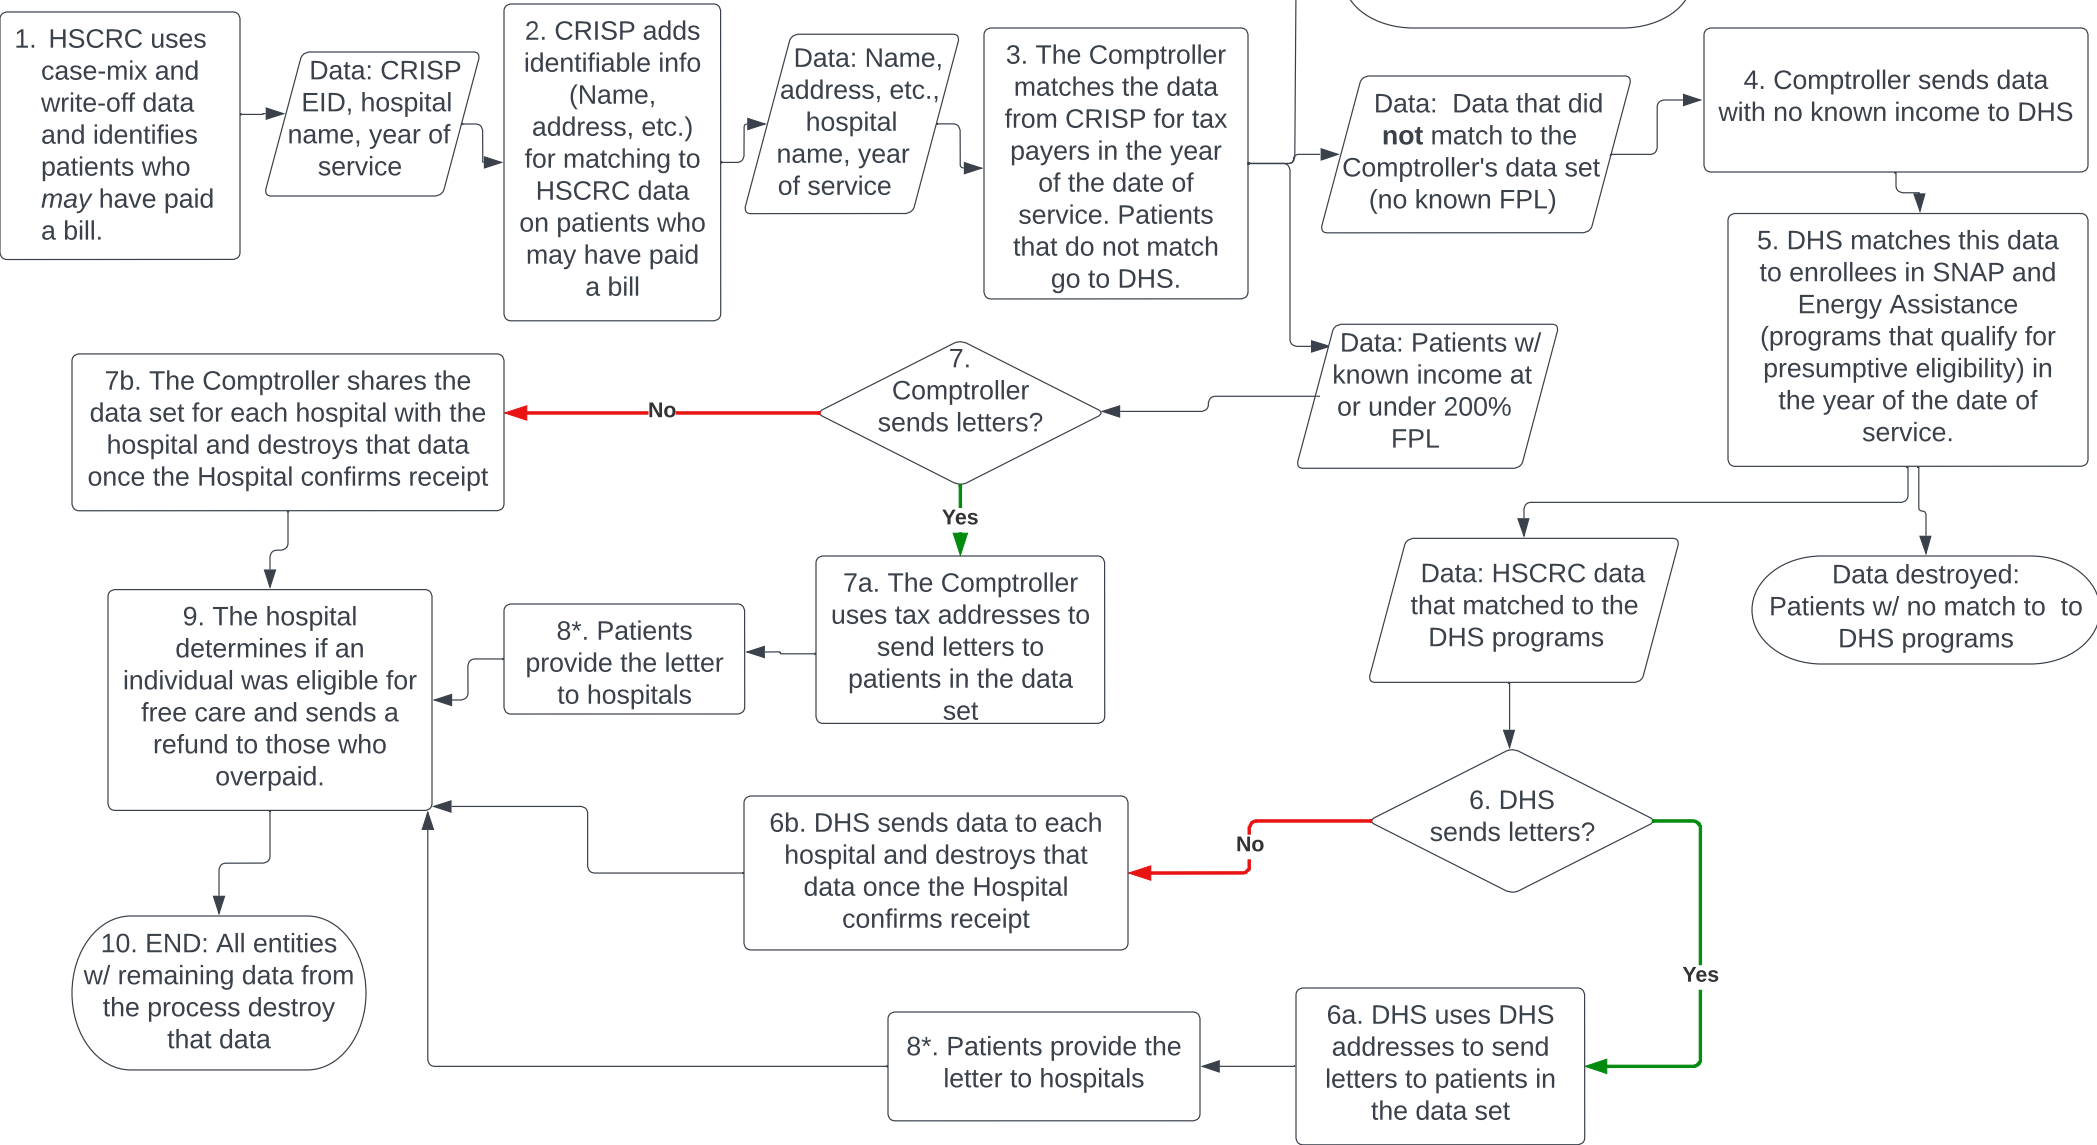 1. HSCRC uses
case-mix and
write-off data
and identifies
patients who
may have paid
a bill.
Data: CRISP
EID, hospital
name, year of
service
2. CRISP adds
identifiable info
(Name,
address, etc.)
for matching to
HSCRC data
on patients who
may have paid
a bill
Data: Name,
address, etc.,
hospital
name, year
of service
3. The Comptroller
matches the data
from CRISP for tax
payers in the year
of the date of
service. Patients
that do not match
go to DHS.
Data: Data that did
not match to the
Comptroller's data set
(no known FPL)
4. Comptroller sends data
with no known income to DHS
5. DHS matches this data
to enrollees in SNAP and
Energy Assistance
(programs that qualify for
presumptive eligibility) in
the year of the date of
service.
Data: Patients w/
known income at
or under 200%
FPL
7.
Comptroller
sends letters?
No
Yes
7b. The Comptroller shares the
data set for each hospital with the
hospital and destroys that data
once the Hospital confirms receipt
7a. The Comptroller
uses tax addresses to
send letters to
patients in the data
set
8*. Patients
provide the letter
to hospitals
9. The hospital
determines if an
individual was eligible for
free care and sends a
refund to those who
overpaid.
Data: HSCRC data
that matched to the
DHS programs
Data destroyed:
Patients w/ no match to to
DHS programs
6. DHS
sends letters?
No
Yes
6b. DHS sends data to each
hospital and destroys that
data once the Hospital
confirms receipt
6a. DHS uses DHS
addresses to send
letters to patients in
the data set
8*. Patients provide the
letter to hospitals
10. END: All entities
w/ remaining data from
the process destroy
that data